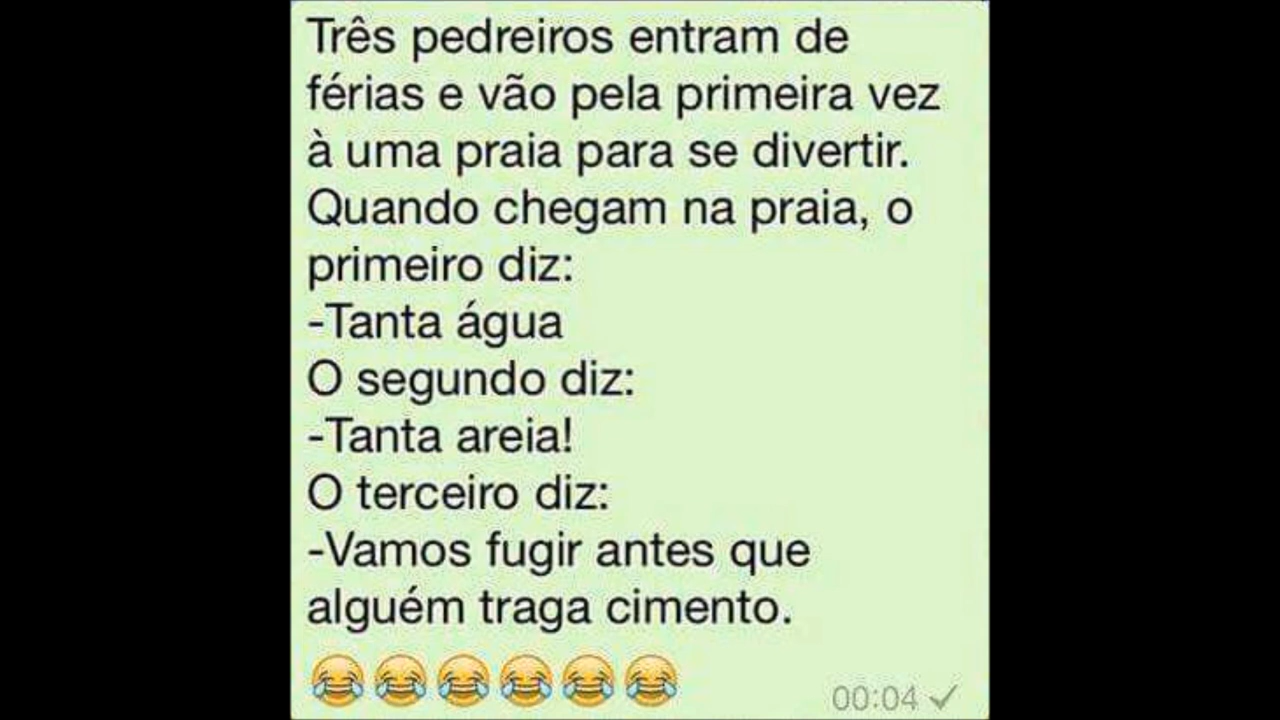 Três pedreiros entram de
férias e vão pela primeira vez
à uma praia para se divertir.
Quando chegam na praia, o
primeiro diz:
-Tanta água
O segundo diz:
-Tanta areia!
O terceiro diz:
-Vamos fugir antes que
alguém traga cimento.
😂😂😂😂😂😂
00:04 ✓